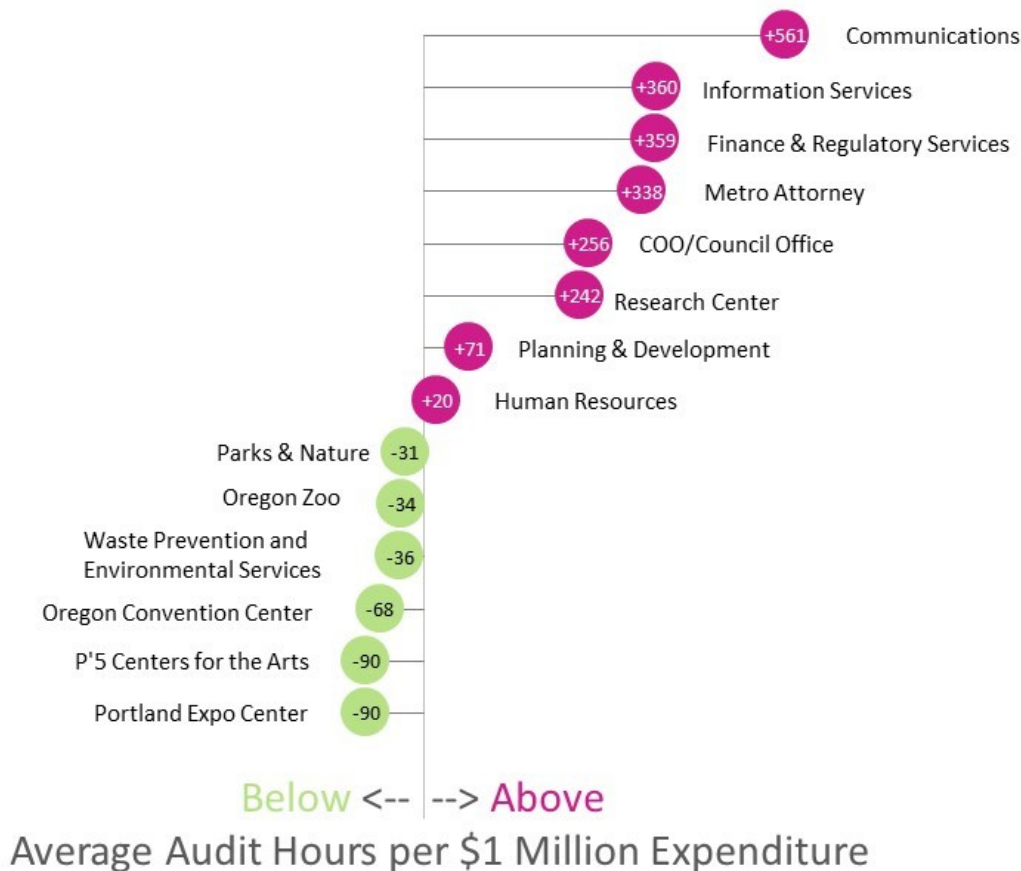 +561 Communications
+360 Information Services
+359 Finance & Regulatory Services
+338 Metro Attorney
+256 COO/Council Office
+242 Research Center
+71 Planning & Development
+20 Human Resources
Parks & Nature -31
Oregon Zoo -34
Waste Prevention and
Environmental Services -36
Oregon Convention Center -68
P'5 Centers for the Arts -90
Portland Expo Center -90
Below <-- --> Above
Average Audit Hours per $1 Million Expenditure